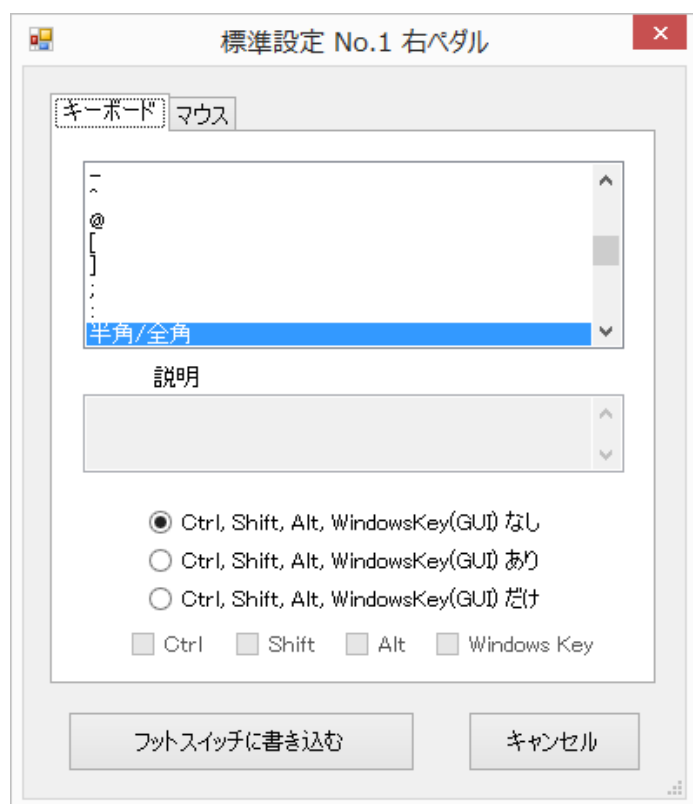 標準設定 No.1 右ペダル
×
キーボード マウス
-
^
@
[
]
;
:
半角/全角
説明
Ctrl, Shift, Alt, WindowsKey(GUI) なし
Ctrl, Shift, Alt, WindowsKey(GUI) あり
Ctrl, Shift, Alt, WindowsKey(GUI) だけ
Ctrl Shift Alt Windows Key
フットスイッチに書き込む キャンセル